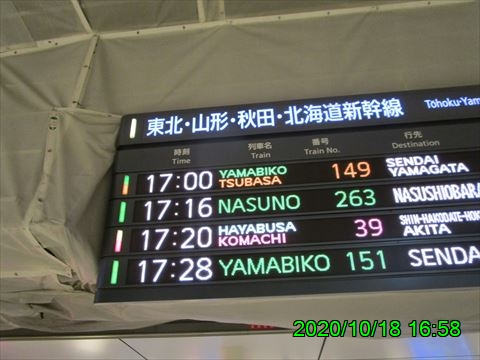 東北・山形・秋田・北海道新幹線 Tohoku·Yam
時刻 列車名 番号 行先
Time Train Train No. Destination
17:00 YAMABIKO TSUBASA 149 SENDAI YAMAGATA
17:16 NASUNO 263 NASUSHIOBARA
17:20 HAYABUSA KOMACHI 39 SHIN-HAKODATE-HOK AKITA
17:28 YAMABIKO 151 SENDA
2020/10/18 16:58